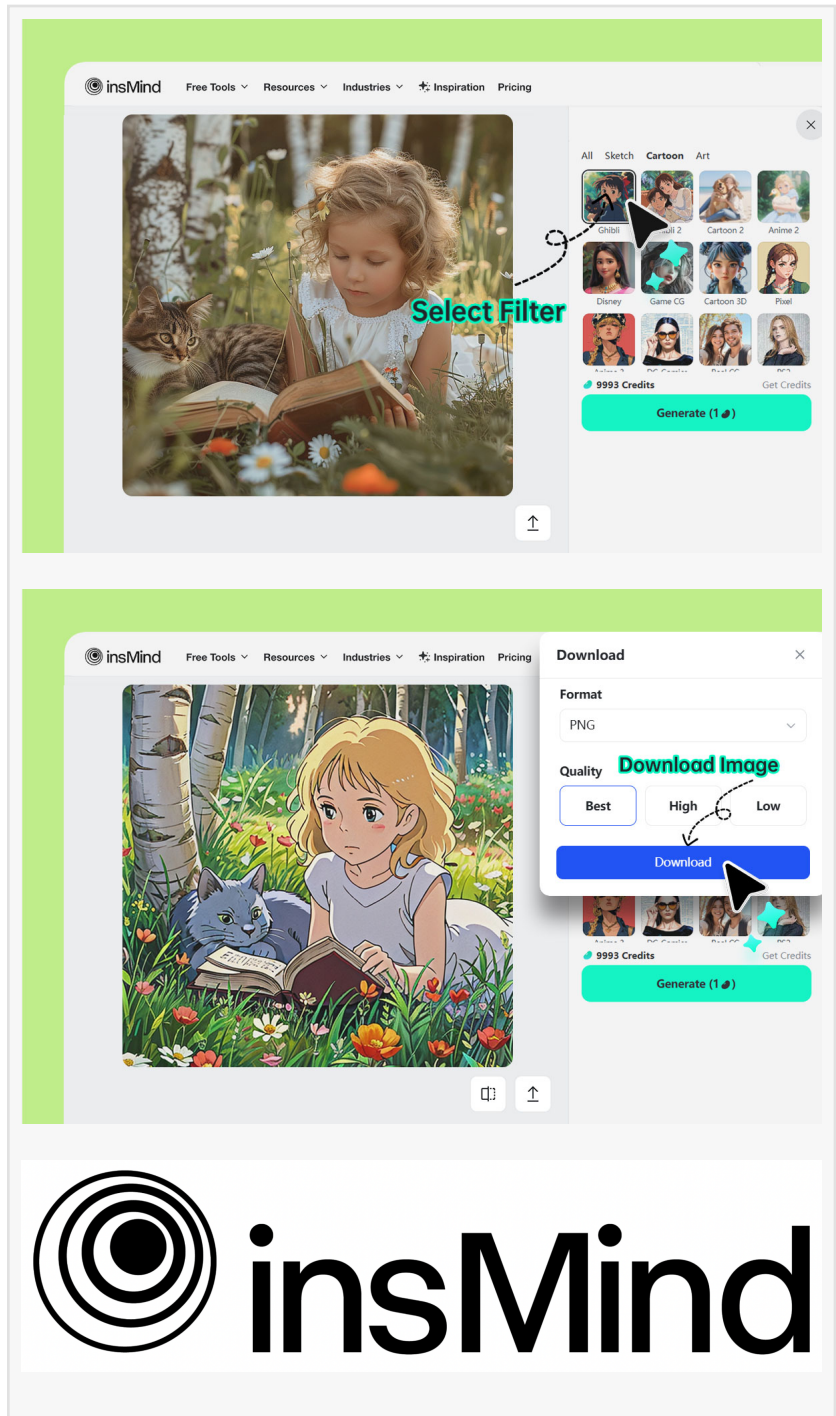 insMind Free Tools Resources Industries Inspiration Pricing
All Sketch Cartoon Art
Ghibli Cartoon 2 Anime 2
Select Filter
Disney Game CG Cartoon 3D Pixel
9993 Credits Get Credits
Generate (1)
insMind Free Tools Resources Industries Inspiration Pricing
Download
Format
PNG
Quality
Download Image
Best High Low
Download
9993 Credits Get Credits
Generate (1)
insMind